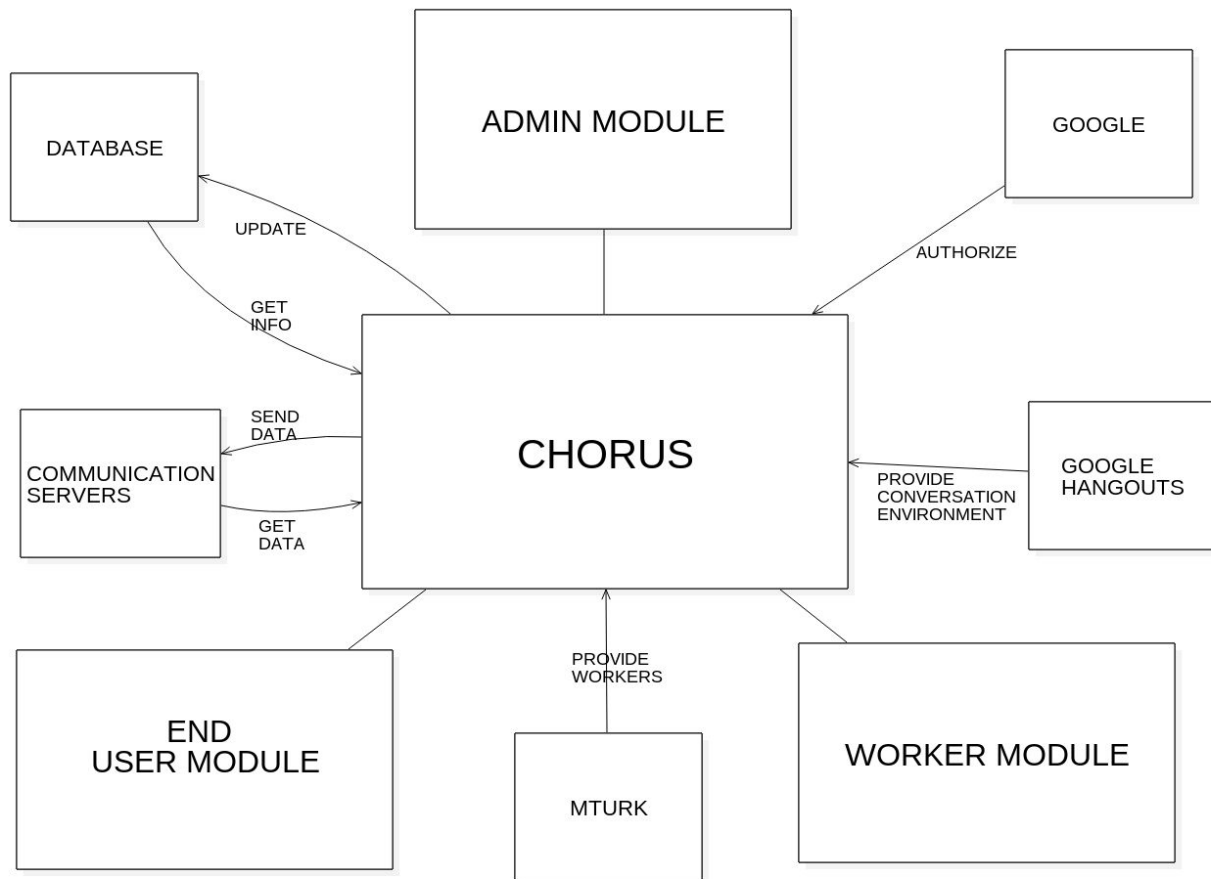 ADMIN MODULE
GOOGLE
DATABASE
UPDATE
AUTHORIZE
GET
INFO
SEND
DATA
CHORUS
COMMUNICATION
SERVERS
GOOGLE
HANGOUTS
PROVIDE
CONVERSATION
ENVIRONMENT
GET
DATA
PROVIDE
WORKERS
END
USER MODULE
WORKER MODULE
MTURK